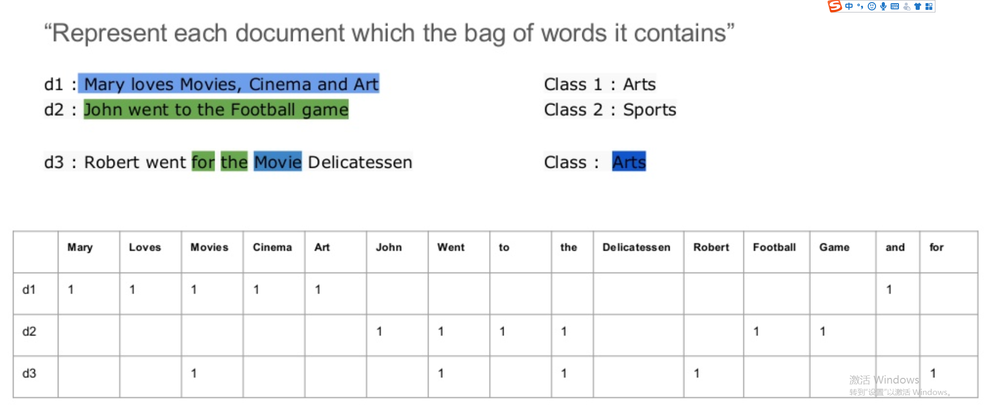 中
“Represent each document which the bag of words it contains”
d1 : Mary loves Movies, Cinema and Art Class 1 : Arts
d2 : John went to the Football game Class 2 : Sports
d3 : Robert went for the Movie Delicatessen Class : Arts
Mary Loves Movies Cinema Art John Went to the Delicatessen Robert Football Game and for
d1 1 1 1 1 1 1
d2 1 1 1 1 1 1
d3 1 1 1 1 1
激活 Windows
转到“设置”以激活 Windows。